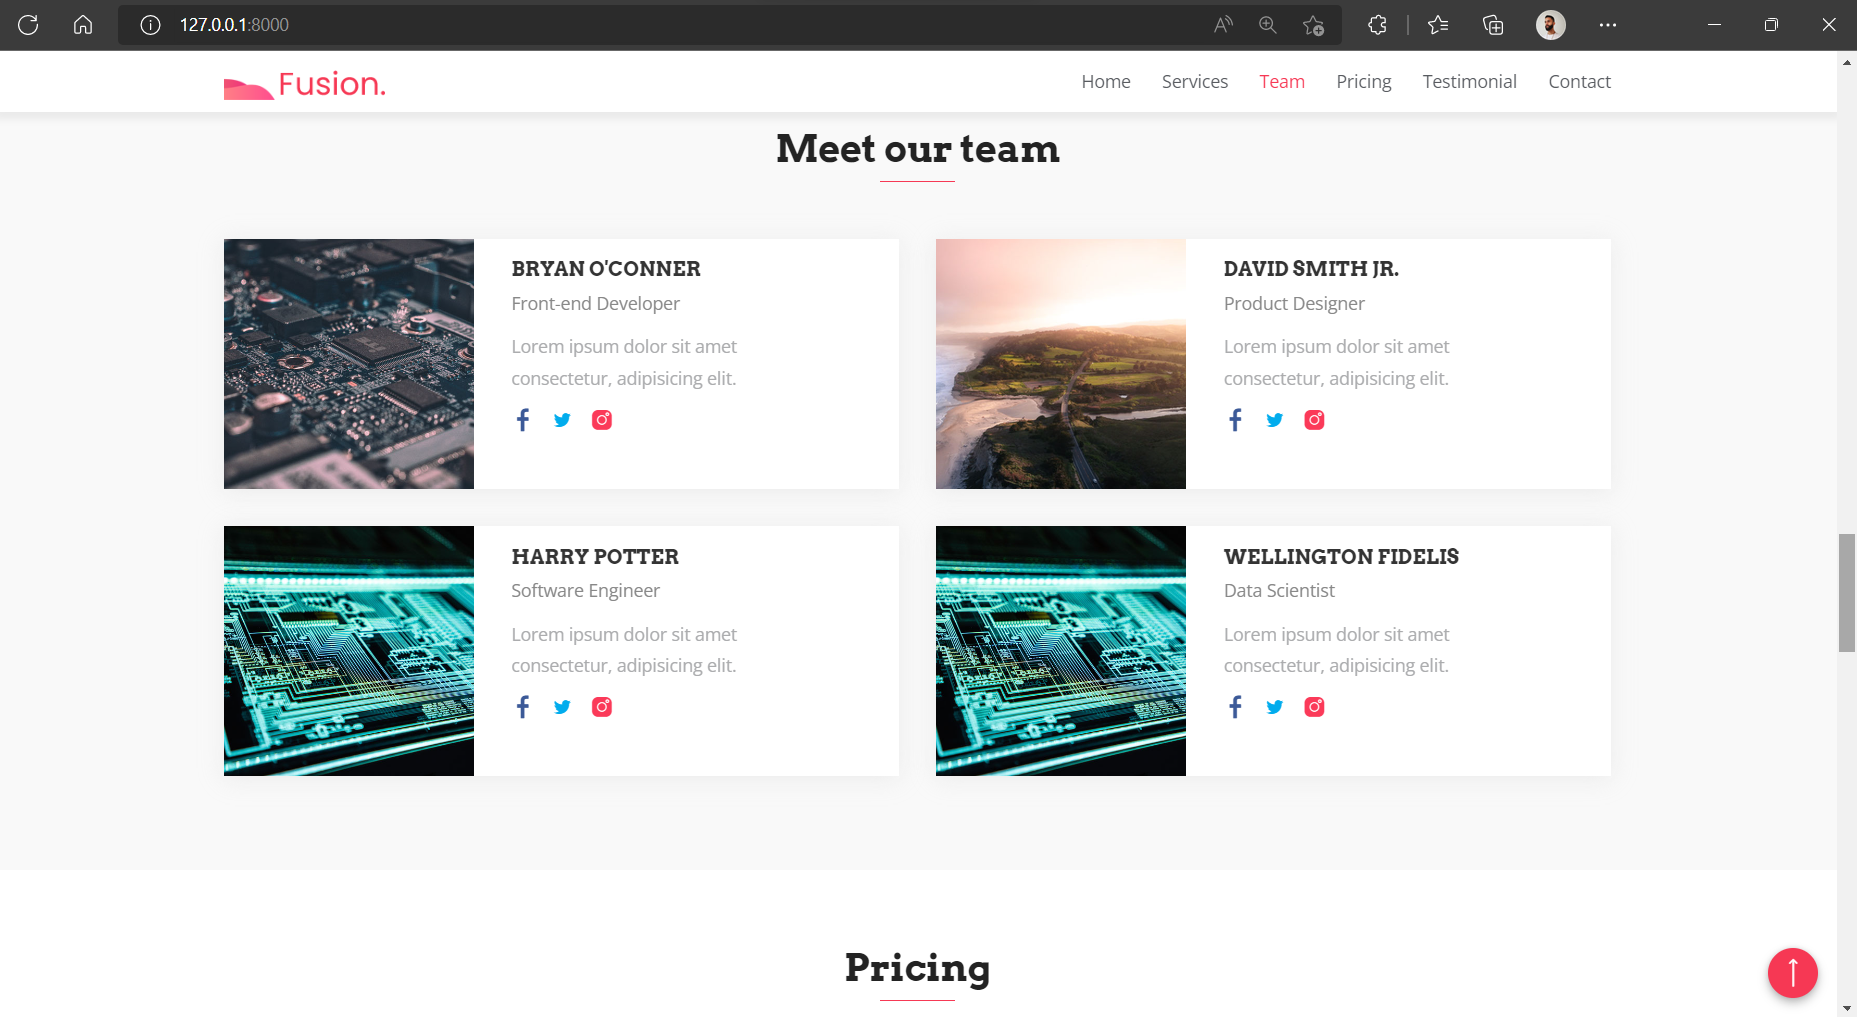 127.0.0.1:8000
Fusion.
Home Services Team Pricing Testimonial Contact
Meet our team
BRYAN O'CONNER
Front-end Developer
Lorem ipsum dolor sit amet
consectetur, adipisicing elit.
DAVID SMITH JR.
Product Designer
Lorem ipsum dolor sit amet
consectetur, adipisicing elit.
HARRY POTTER
Software Engineer
Lorem ipsum dolor sit amet
consectetur, adipisicing elit.
WELLINGTON FIDELIS
Data Scientist
Lorem ipsum dolor sit amet
consectetur, adipisicing elit.
Pricing